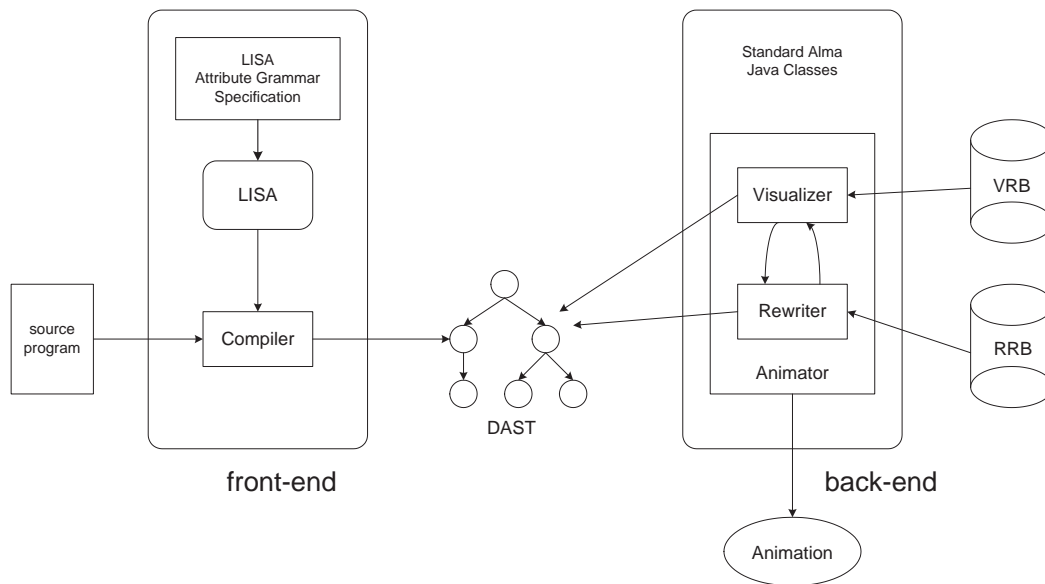 LISA
Attribute Grammar
Specification
LISA
source
program
Compiler
front-end
DAST
Standard Alma
Java Classes
Visualizer
Rewriter
Animator
back-end
VRB
RRB
Animation